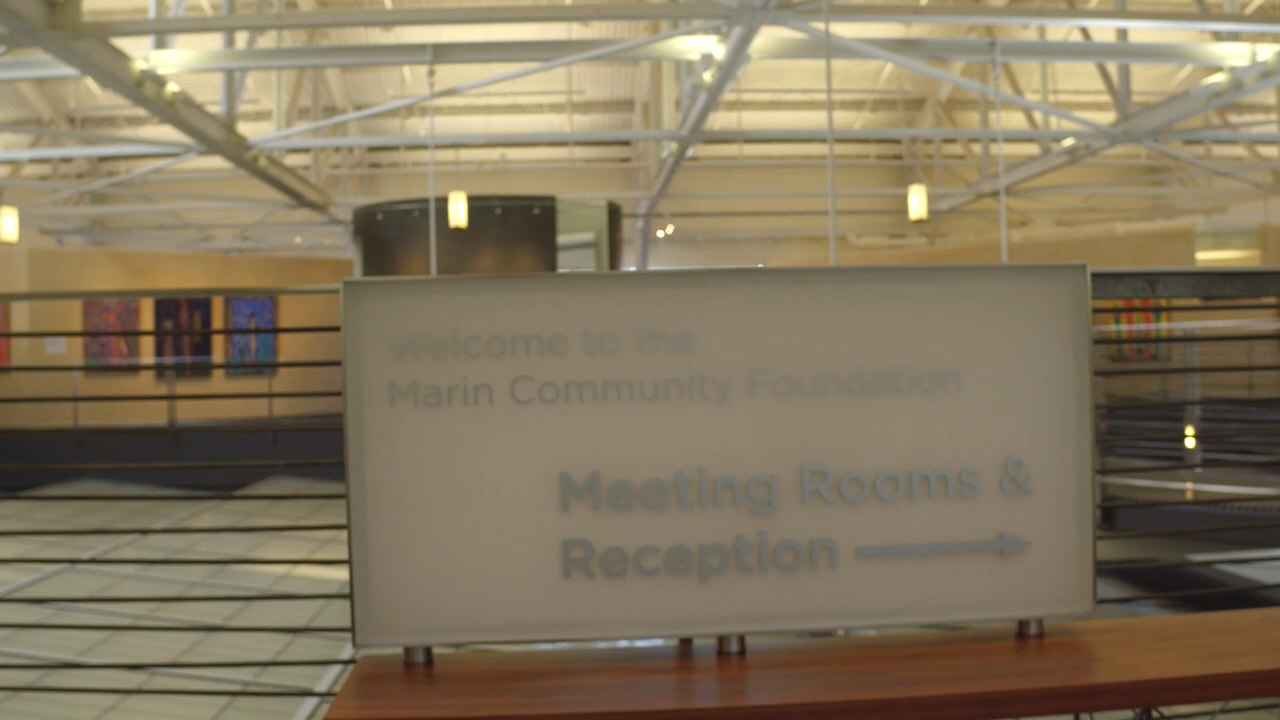 Welcome to the
Marin Community Foundation
Meeting Rooms &
Reception